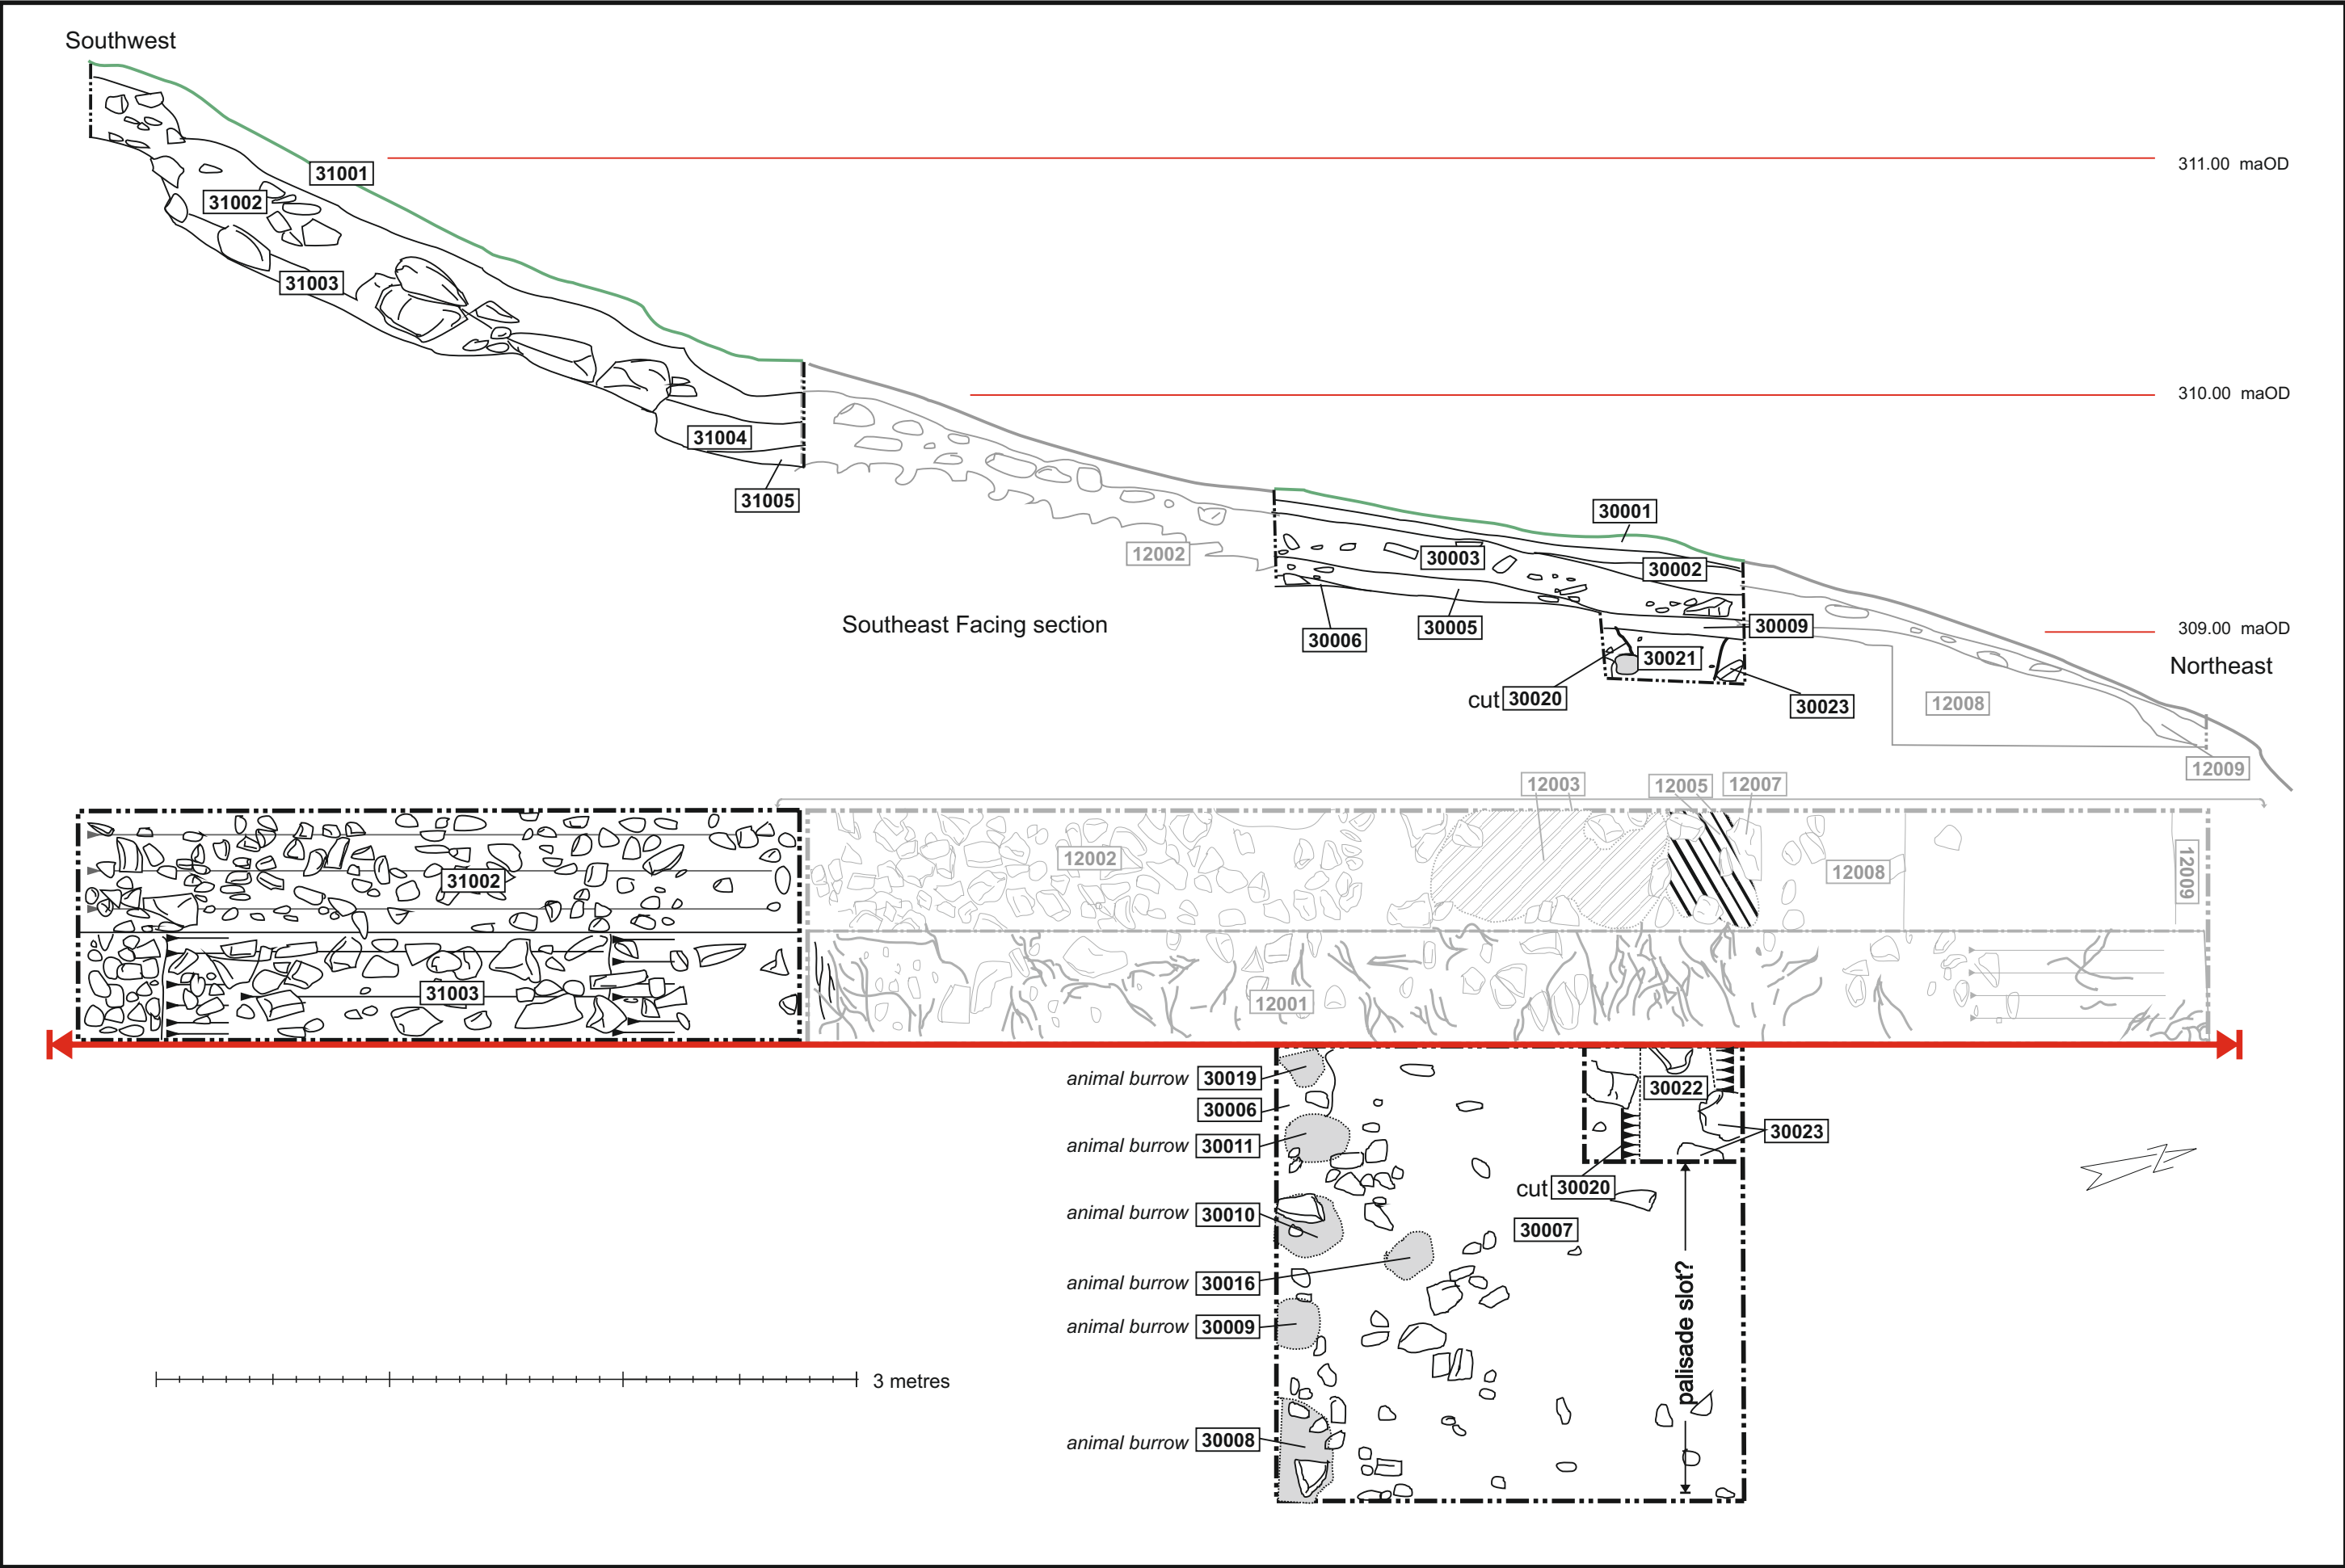 Southwest
31001
311.00 maOD
31002
31003
310.00 maOD
31004
31005
30001
12002
30003
30002
Southeast Facing section
30006
30005
30009
309.00 maOD
30021
Northeast
cut 30020
30023
12008
12009
12003
12005
12007
12002
31002
12008
12009
31003
12001
animal burrow 30019
30006
30022
animal burrow 30011
30023
cut 30020
animal burrow 30010
30007
animal burrow 30016
palisade slot?
animal burrow 30009
3 metres
animal burrow 30008